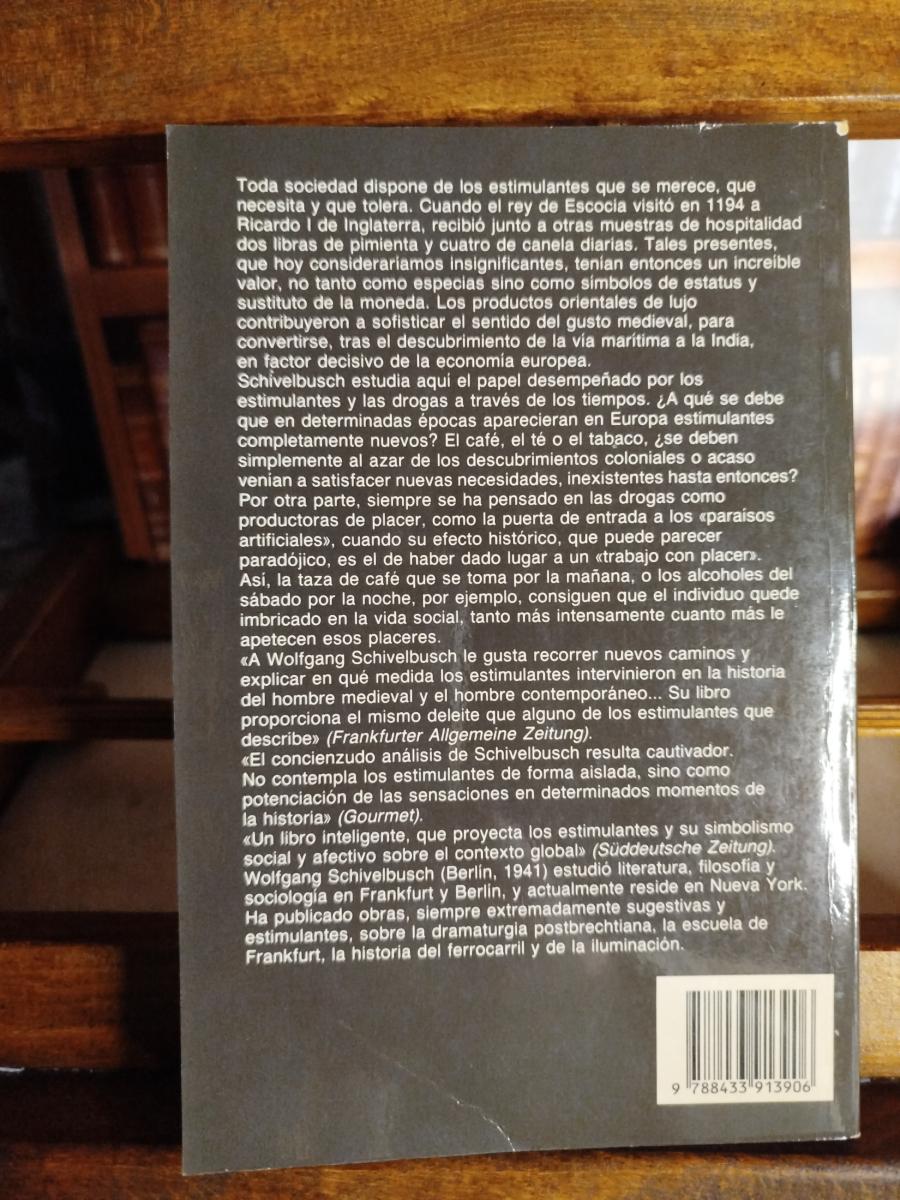 Toda sociedad dispone de los estimulantes que se merece, que
necesita y que tolera. Cuando el rey de Escocia visitó en 1194 a
Ricardo I de Inglaterra, recibió junto a otras muestras de hospitalidad
dos libras de pimienta y cuatro de canela diarias. Tales presentes,
que hoy consideraríamos insignificantes, tenían entonces un increíble
valor, no tanto como especias sino como símbolos de estatus y
sustituto de la moneda. Los productos orientales de lujo
contribuyeron a sofisticar el sentido del gusto medieval, para
convertirse, tras el descubrimiento de la vía marítima a la India,
en factor decisivo de la economía europea.
Schivelbusch estudia aquí el papel desempeñado por los
estimulantes y las drogas a través de los tiempos. ¿A qué se debe
que en determinadas épocas aparecieran en Europa estimulantes
completamente nuevos? El café, el té o el tabaco, ¿se deben
simplemente al azar de los descubrimientos coloniales o acaso
venían a satisfacer nuevas necesidades, inexistentes hasta entonces?
Por otra parte, siempre se ha pensado en las drogas como
productoras de placer, como la puerta de entrada a los «paraísos
artificiales», cuando su efecto histórico, que puede parecer
paradójico, es el de haber dado lugar a un «trabajo con placer».
Así, la taza de café que se toma por la mañana, o los alcoholes del
sábado por la noche, por ejemplo, consiguen que el individuo quede
imbricado en la vida social, tanto más intensamente cuanto más le
apetecen esos placeres.
«A Wolfgang Schivelbusch le gusta recorrer nuevos caminos y
explicar en qué medida los estimulantes intervinieron en la historia
del hombre medieval y el hombre contemporáneo... Su libro
proporciona el mismo deleite que alguno de los estimulantes que
describe» (Frankfurter Allgemeine Zeitung).
«El concienzudo análisis de Schivelbusch resulta cautivador.
No contempla los estimulantes de forma aislada, sino como
potenciación de las sensaciones en determinados momentos de
la historia» (Gourmet).
«Un libro inteligente, que proyecta los estimulantes y su simbolismo
social y afectivo sobre el contexto global» (Süddeutsche Zeitung).
Wolfgang Schivelbusch (Berlín, 1941) estudió literatura, filosofía y
sociología en Frankfurt y Berlín, y actualmente reside en Nueva York.
Ha publicado obras, siempre extremadamente sugestivas y
estimulantes, sobre la dramaturgia postbrechtiana, la escuela de
Frankfurt, la historia del ferrocarril y de la iluminación.
9 788433 913906